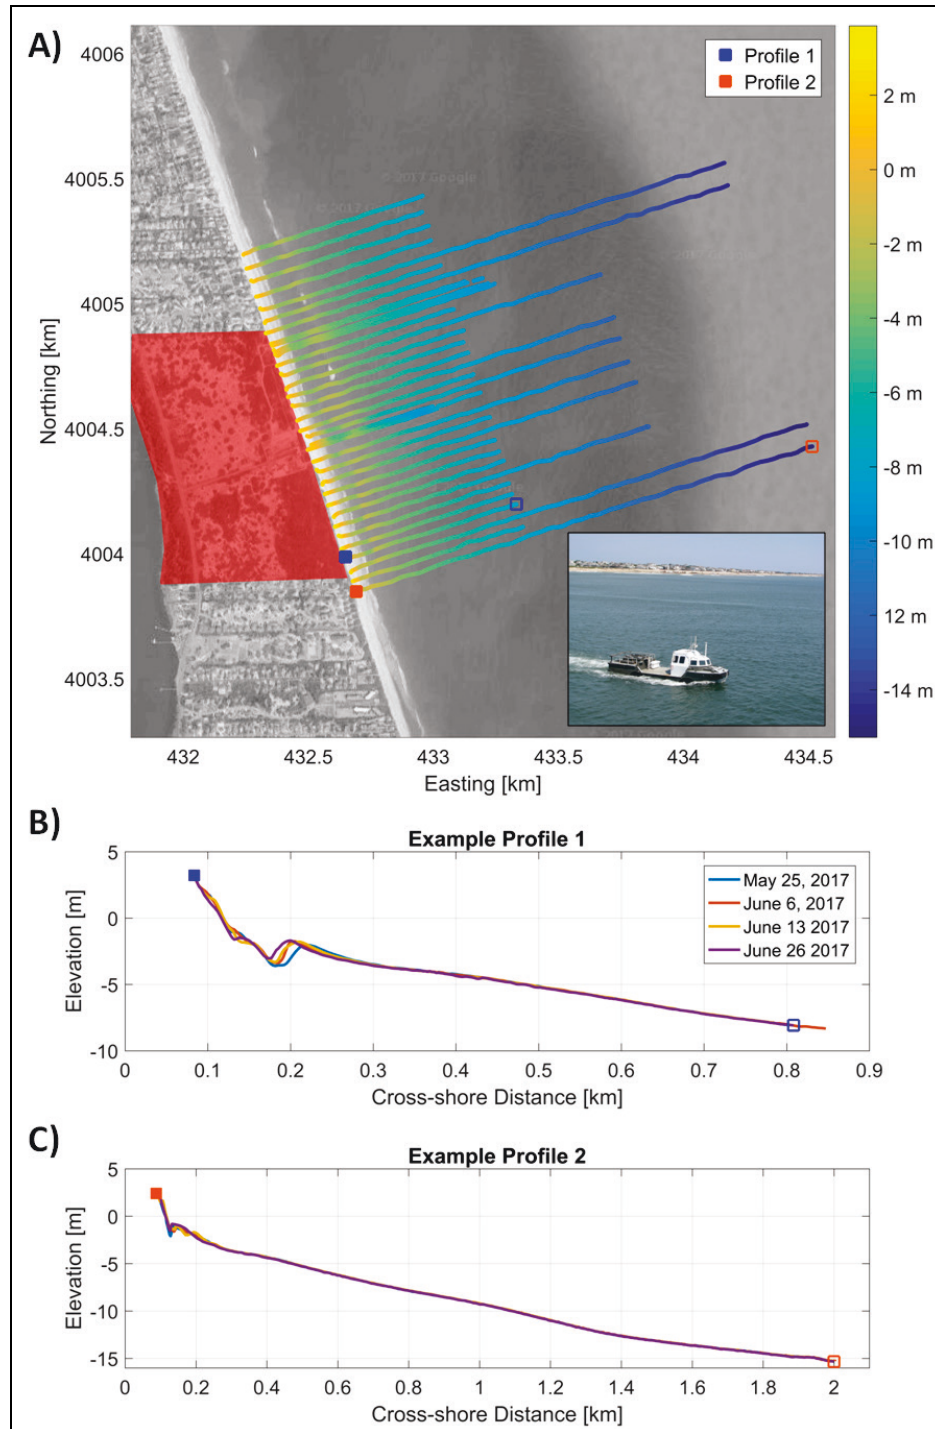 A)
Profile 1
Profile 2
4006
4005.5
4005
4004.5
4004
4003.5
Northing [km]
432
432.5
433
433.5
434
434.5
Easting [km]
2 m
0 m
-2 m
-4 m
-6 m
-8 m
-10 m
12 m
-14 m
© 2017 Google
B)
Example Profile 1
5
0
-5
-10
Elevation [m]
May 25, 2017
June 6, 2017
June 13 2017
June 26 2017
0
0.1
0.2
0.3
0.4
0.5
0.6
0.7
0.8
0.9
Cross-shore Distance [km]
C)
Example Profile 2
5
0
-5
-10
-15
Elevation [m]
0
0.2
0.4
0.6
0.8
1
1.2
1.4
1.6
1.8
2
Cross-shore Distance [km]